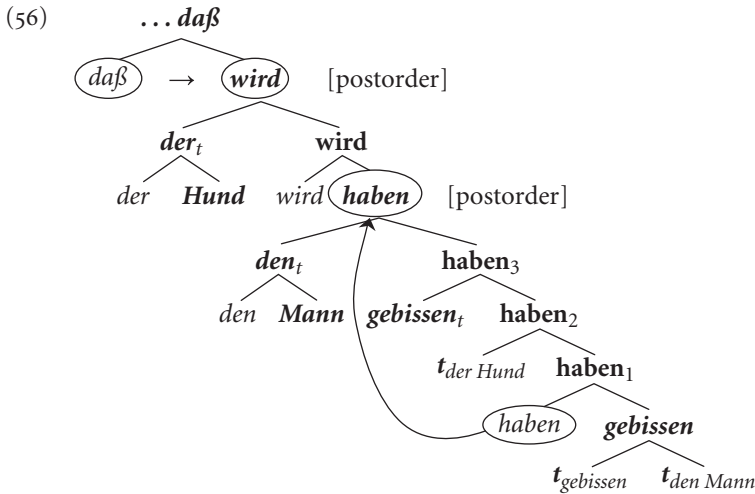 (56)
... daß
daß → wird [postorder]
der_t wird
der Hund wird haben [postorder]
den_t haben_3
den Mann gebissen_t haben_2
t_der Hund haben_1
haben gebissen
t_gebissen t_den Mann